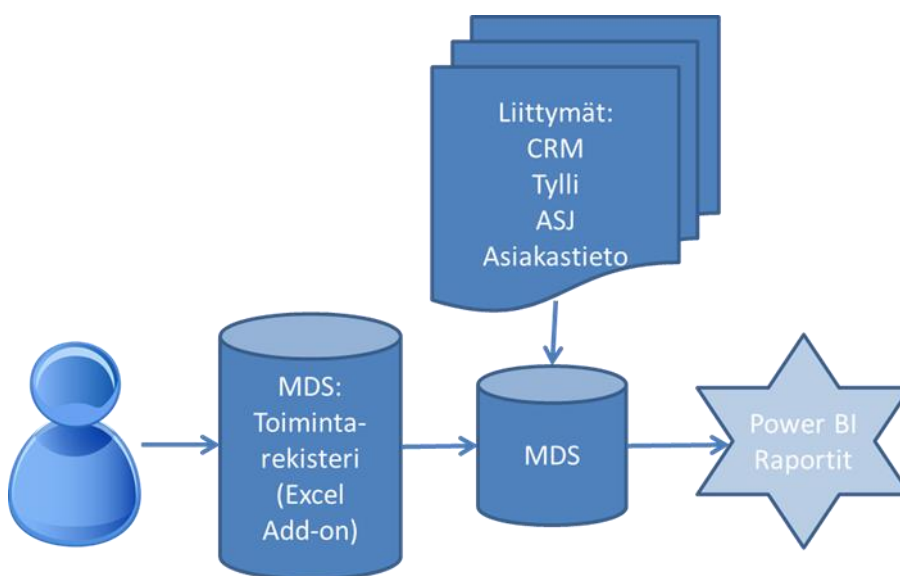 Liittymät:
CRM
Tylli
ASJ
Asiakastieto
MDS:
Toiminta-
rekisteri
(Excel
Add-on)
MDS
Power BI
Raportit